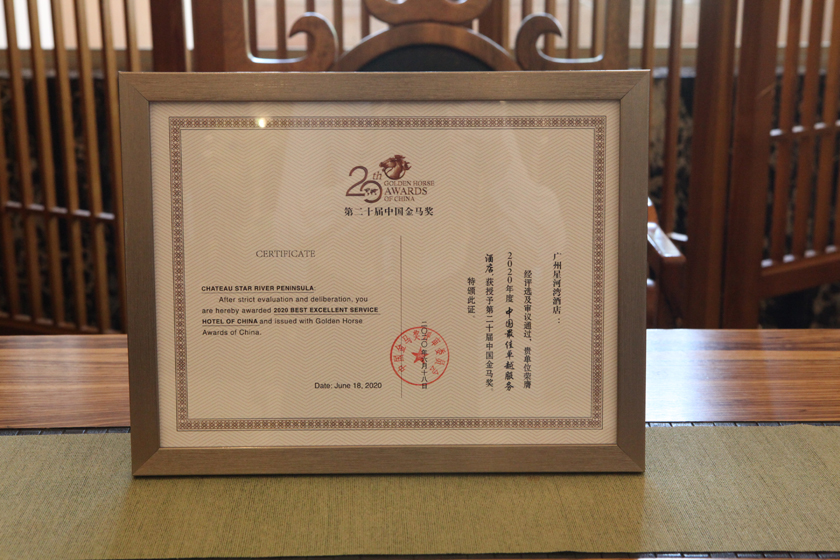 20th
GOLDEN HORSE
AWARDS
OF CHINA
第二十届中国金马奖
CERTIFICATE
CHATEAU STAR RIVER PENINSULA:
After strict evaluation and deliberation, you
are hereby awarded 2020 BEST EXCELLENT SERVICE
HOTEL OF CHINA and issued with Golden Horse
Awards of China.
Date: June 18, 2020
广州星河湾酒店：
经评选及审议通过，贵单位荣膺
2020年度 中国最佳卓越服务
酒店，获授予第二十届中国金马奖，
特颁此证。
二〇二〇年六月十八日